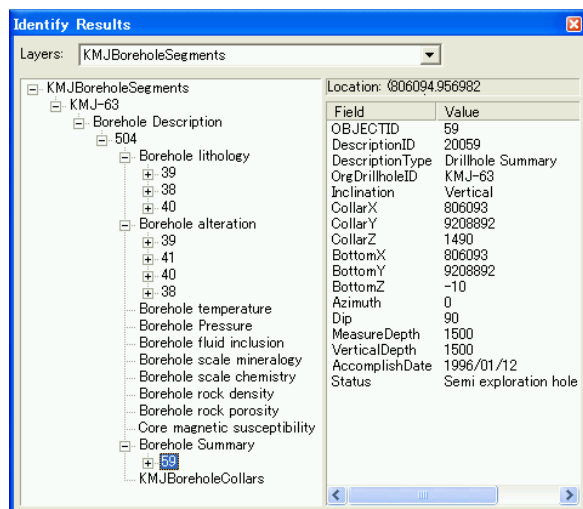 Identify Results
Layers: KMJBoreholeSegments
KMJBoreholeSegments
KMJ-63
Borehole Description
504
Borehole lithology
39
38
40
Borehole alteration
39
41
40
38
Borehole temperature
Borehole Pressure
Borehole fluid inclusion
Borehole scale mineralogy
Borehole scale chemistry
Borehole rock density
Borehole rock porosity
Core magnetic susceptibility
Borehole Summary
59
KMJBoreholeCollars
Location: (806094.956982
Field Value
OBJECTID 59
DescriptionID 20059
DescriptionType Drillhole Summary
OrgDrillholeID KMJ-63
Inclination Vertical
CollarX 806093
CollarY 9208892
CollarZ 1490
BottomX 806093
BottomY 9208892
BottomZ -10
Azimuth 0
Dip 90
MeasureDepth 1500
VerticalDepth 1500
AccomplishDate 1996/01/12
Status Semi exploration hole